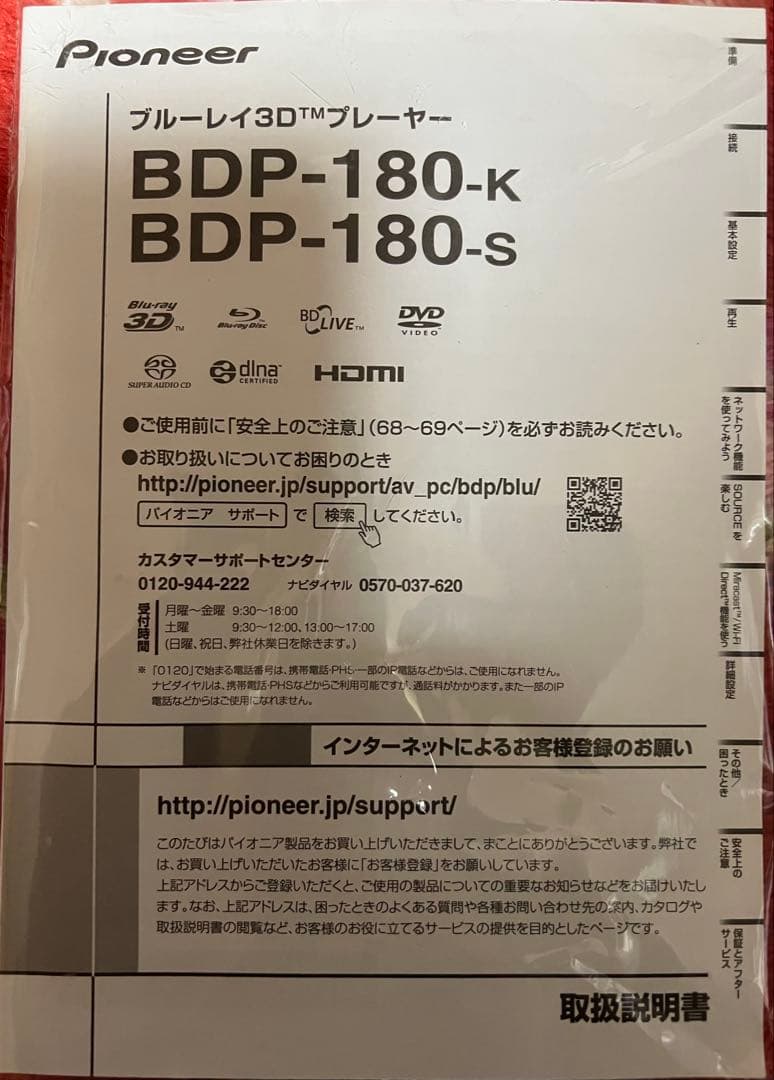 Pioneer
ブルーレイ3D™プレーヤー
BDP-180-K
BDP-180-S
Blu-ray 3D™
Blu-ray Disc™
BD LIVE™
DVD VIDEO
SUPER AUDIO CD
dlna CERTIFIED
HDMI
●ご使用前に「安全上のご注意」(68～69ページ)を必ずお読みください。
●お取り扱いについてお困りのとき
http://pioneer.jp/support/av_pc/bdp/blu/
パイオニア サポート で 検索 してください。
カスタマーサポートセンター
0120-944-222 ナビダイヤル 0570-037-620
受付時間
月曜～金曜 9:30～18:00
土曜 9:30～12:00、13:00～17:00
(日曜、祝日、弊社休業日を除きます。)
※「0120」で始まる電話番号は、携帯電話・PHS・一部のIP電話などからは、ご使用になれません。
ナビダイヤルは、携帯電話・PHSなどからご利用可能ですが、通話料がかかります。また一部のIP
電話などからはご使用になれません。
インターネットによるお客様登録のお願い
http://pioneer.jp/support/
このたびはパイオニア製品をお買い上げいただきまして、まことにありがとうございます。弊社で
は、お買い上げいただいたお客様に「お客様登録」をお願いしています。
上記アドレスからご登録いただくと、ご使用の製品についての重要なお知らせなどをお届けいたし
ます。なお、上記アドレスは、困ったときのよくある質問や各種お問い合わせ先の案内、カタログや
取扱説明書の閲覧など、お客様のお役に立てるサービスの提供を目的としたページです。
取扱説明書
準備
接続
基本設定
再生
ネットワーク機能
を使ってみよう
SOURCE を
楽しむ
Miracast™/Wi-Fi
Direct™機能を使う
詳細設定
その他/
困ったとき
安全上の
ご注意
保証とアフター
サービス